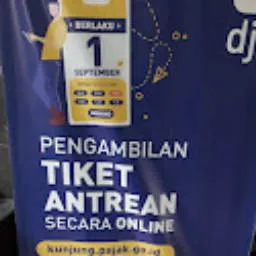 BERLAKU
dj
1
SEPTEMBER
PENGAMBILAN
TIKET
ANTREAN
SECARA ONLINE
kunjung.pajak.go.id